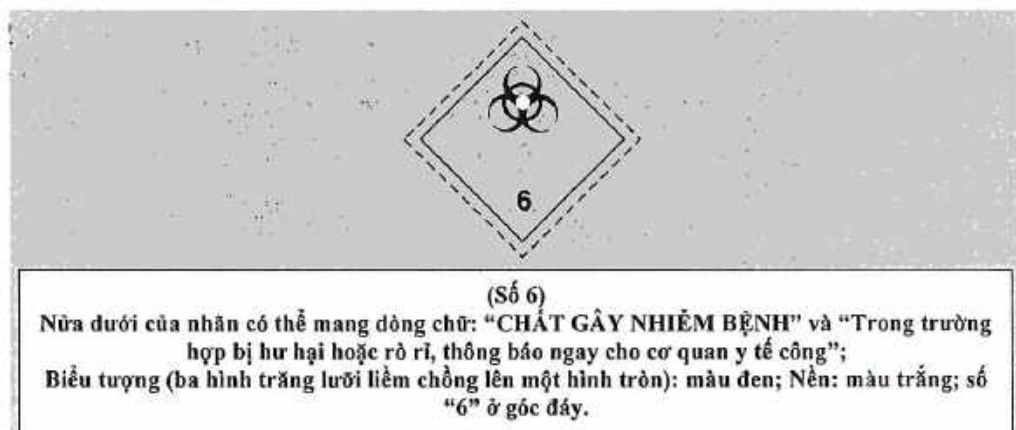 6
(Số 6)
Nửa dưới của nhãn có thể mang dòng chữ: “CHẤT GÂY NHIỄM BỆNH” và “Trong trường
hợp bị hư hại hoặc rò rỉ, thông báo ngay cho cơ quan y tế công”;
Biểu tượng (ba hình trăng lưỡi liềm chồng lên một hình tròn): màu đen; Nền: màu trắng; số
“6” ở góc đáy.